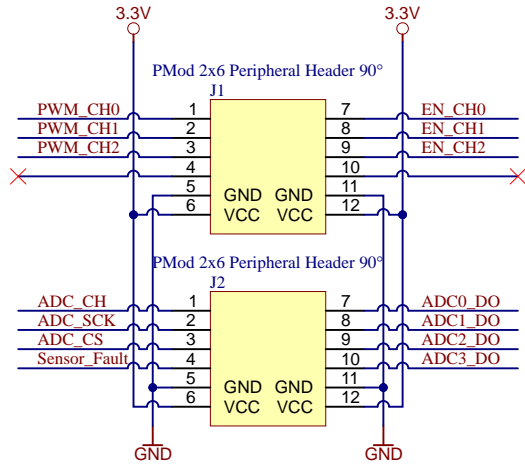 3.3V 3.3V
PMod 2x6 Peripheral Header 90°
J1
PWM_CH0 1 7 EN_CH0
PWM_CH1 2 8 EN_CH1
PWM_CH2 3 9 EN_CH2
4 10
5 GND GND 11
6 VCC VCC 12
PMod 2x6 Peripheral Header 90°
J2
ADC_CH 1 7 ADC0_DO
ADC_SCK 2 8 ADC1_DO
ADC_CS 3 9 ADC2_DO
Sensor_Fault 4 10 ADC3_DO
5 GND GND 11
6 VCC VCC 12
GND GND